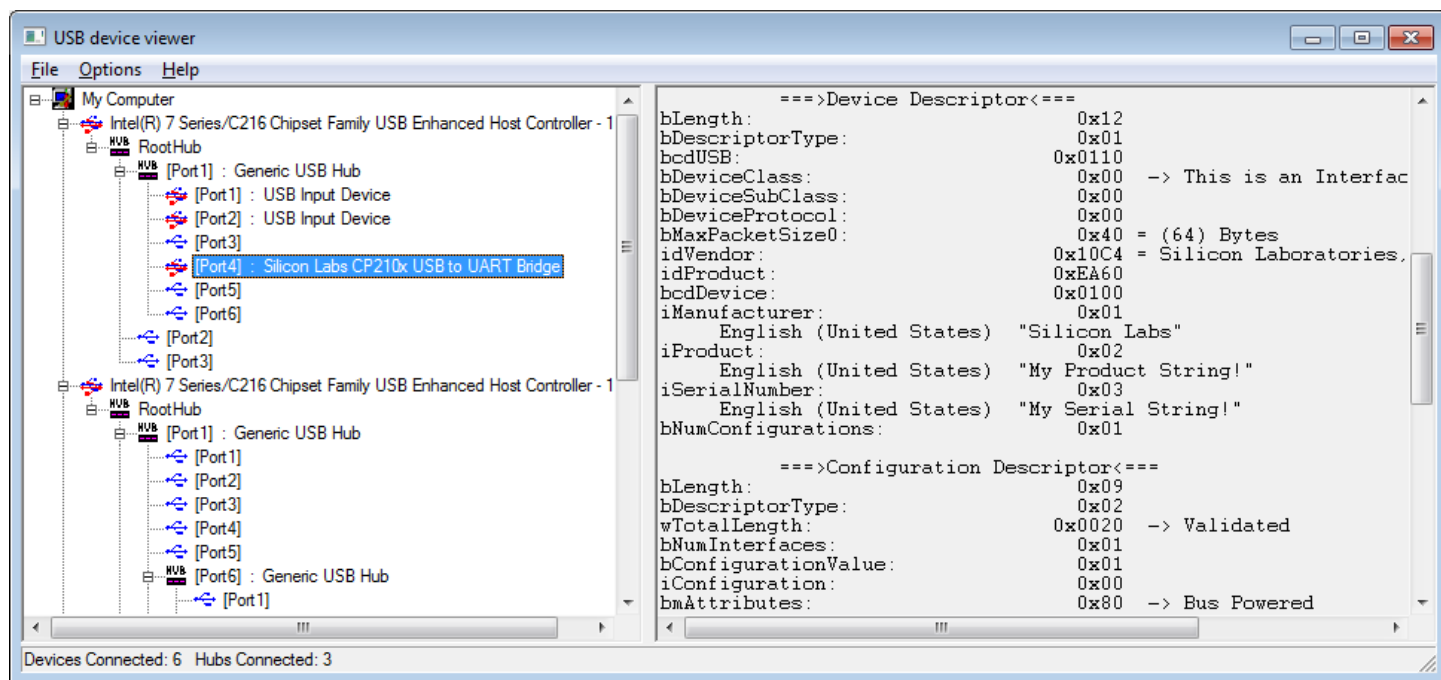 USB device viewer
File Options Help
My Computer
Intel(R) 7 Series/C216 Chipset Family USB Enhanced Host Controller - 1
HUB RootHub
HUB [Port1] : Generic USB Hub
[Port1] : USB Input Device
[Port2] : USB Input Device
[Port3]
[Port4] : Silicon Labs CP210x USB to UART Bridge
[Port5]
[Port6]
[Port2]
[Port3]
Intel(R) 7 Series/C216 Chipset Family USB Enhanced Host Controller - 1
HUB RootHub
HUB [Port1] : Generic USB Hub
[Port1]
[Port2]
[Port3]
[Port4]
[Port5]
HUB [Port6] : Generic USB Hub
[Port1]
===>Device Descriptor<===
bLength: 0x12
bDescriptorType: 0x01
bcdUSB: 0x0110
bDeviceClass: 0x00 -> This is an Interfac
bDeviceSubClass: 0x00
bDeviceProtocol: 0x00
bMaxPacketSize0: 0x40 = (64) Bytes
idVendor: 0x10C4 = Silicon Laboratories,
idProduct: 0xEA60
bcdDevice: 0x0100
iManufacturer: 0x01
English (United States) "Silicon Labs"
iProduct: 0x02
English (United States) "My Product String!"
iSerialNumber: 0x03
English (United States) "My Serial String!"
bNumConfigurations: 0x01
===>Configuration Descriptor<===
bLength: 0x09
bDescriptorType: 0x02
wTotalLength: 0x0020 -> Validated
bNumInterfaces: 0x01
bConfigurationValue: 0x01
iConfiguration: 0x00
bmAttributes: 0x80 -> Bus Powered
Devices Connected: 6 Hubs Connected: 3